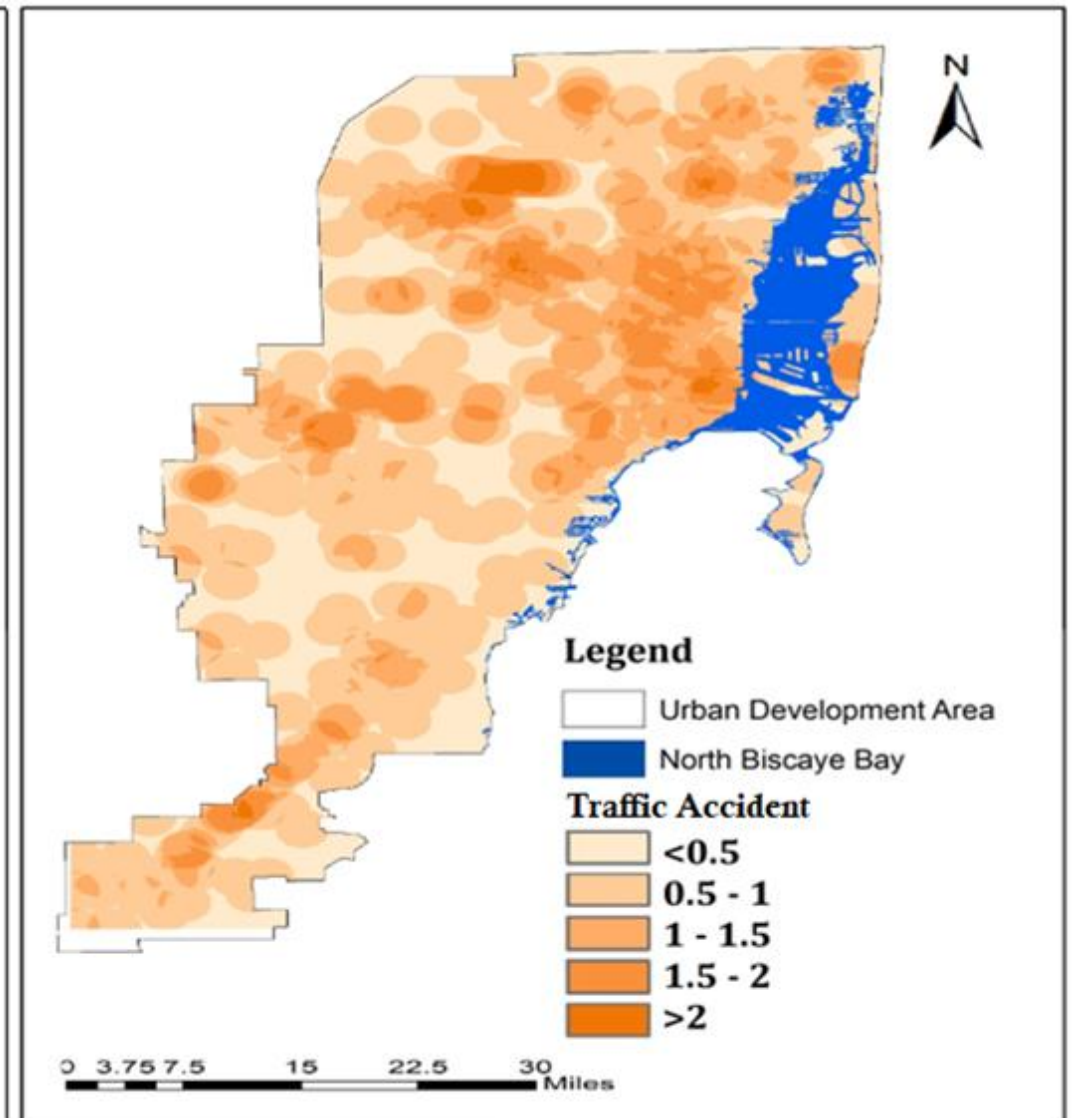 N
Legend
Urban Development Area
North Biscaye Bay
Traffic Accident
<0.5
0.5 - 1
1 - 1.5
1.5 - 2
>2
0 3.75 7.5 15 22.5 30
Miles